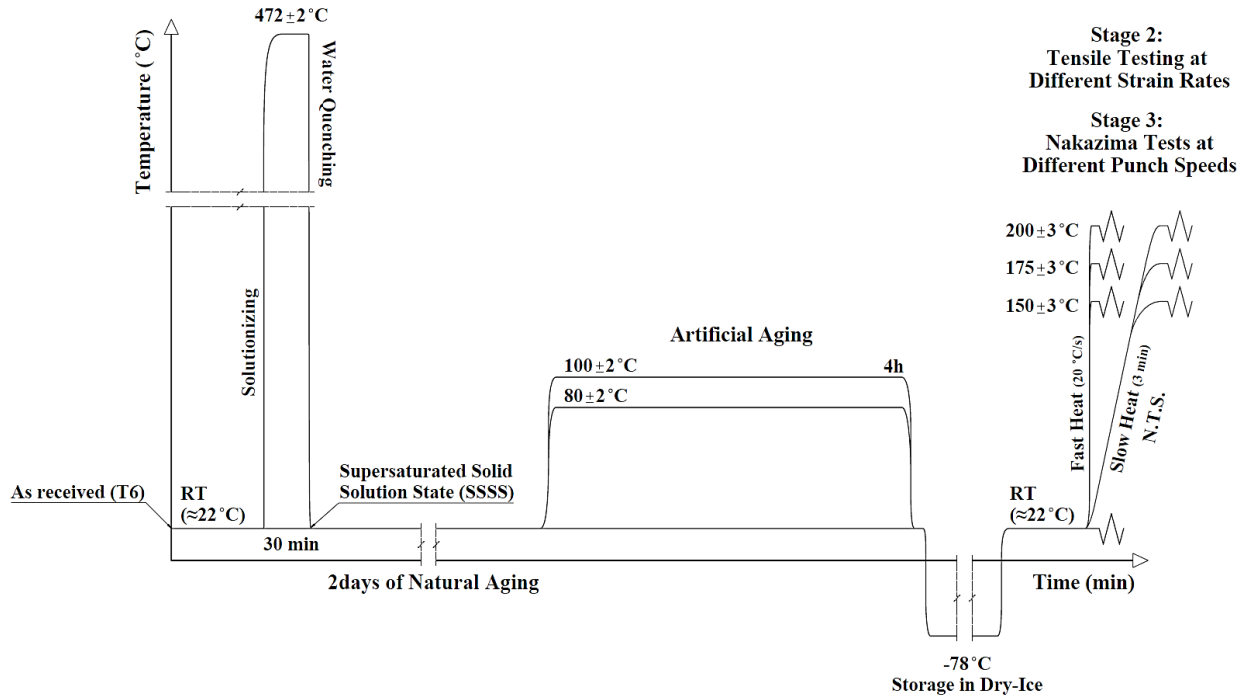 472±2°C
Temperature (°C)
Water Quenching
Solutionizing
As received (T6)
RT
(≈22°C)
30 min
Supersaturated Solid
Solution State (SSSS)
2days of Natural Aging
Artificial Aging
100±2°C
4h
80±2°C
-78°C
Storage in Dry-Ice
Stage 2:
Tensile Testing at
Different Strain Rates
Stage 3:
Nakazima Tests at
Different Punch Speeds
200±3°C
175±3°C
150±3°C
Fast Heat (20 °C/s)
Slow Heat (3 min)
N.T.S.
RT
(≈22°C)
Time (min)